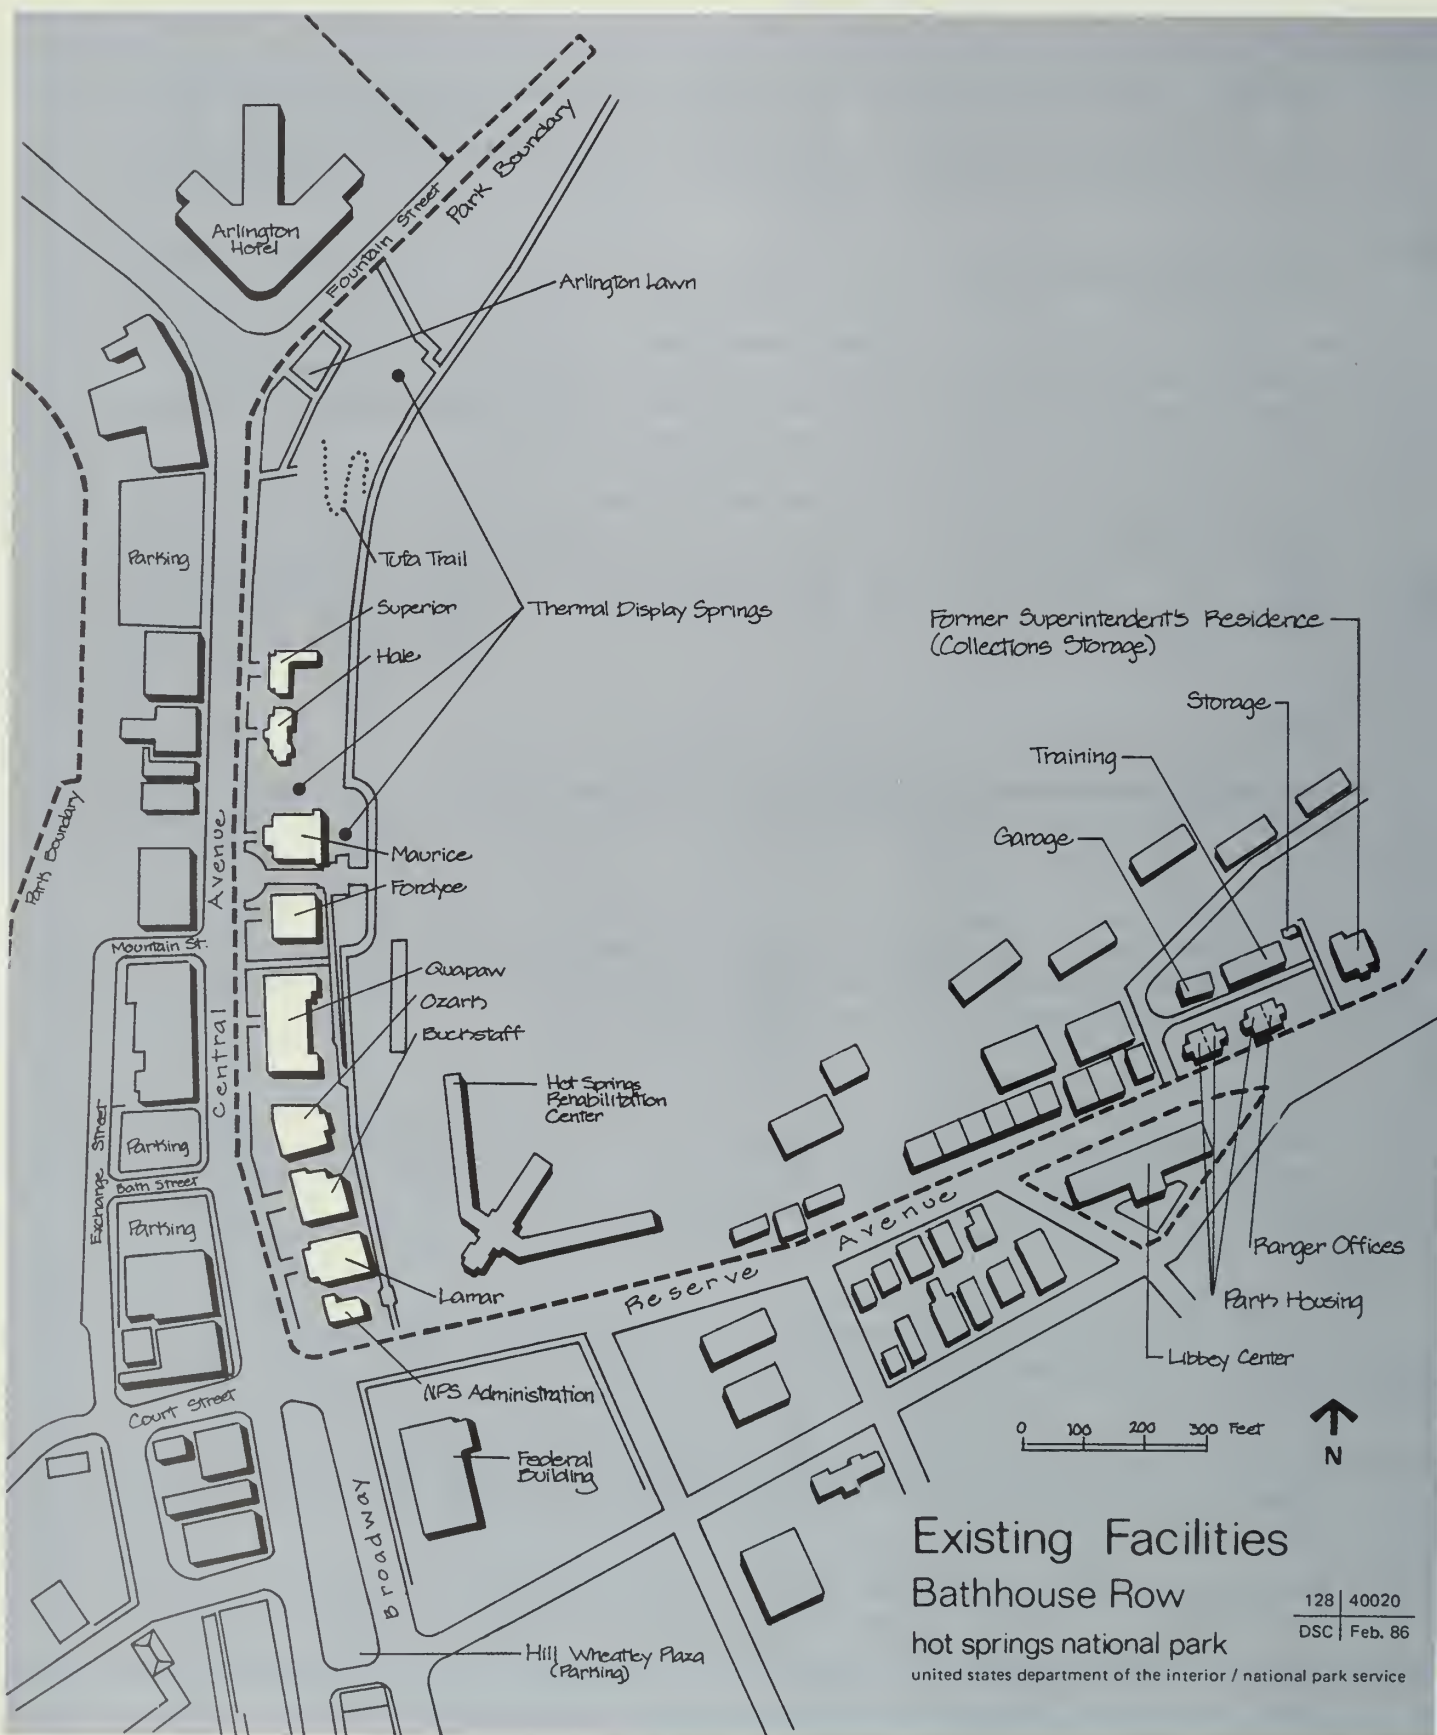 Park Boundary
Fountain Street
Arlington
Hotel
Arlington Lawn
Parking
Tufa Trail
Superior
Thermal Display Springs
Hale
Former Superintendent's Residence
(Collections Storage)
Storage
Training
Garage
Park Boundary
Central Avenue
Maurice
Fordyce
Mountain St.
Quapaw
Ozark
Buckstaff
Hot Springs
Rehabilitation
Center
Exchange Street
Parking
Bath Street
Parking
Reserve Avenue
Ranger Offices
Lamar
Park Housing
Libbey Center
NPS Administration
Court Street
0 100 200 300 Feet
N
Federal
Building
Broadway
Hill Wheatley Plaza
(Parking)
Existing Facilities
Bathhouse Row
hot springs national park
united states department of the interior / national park service
128 | 40020
DSC | Feb. 86